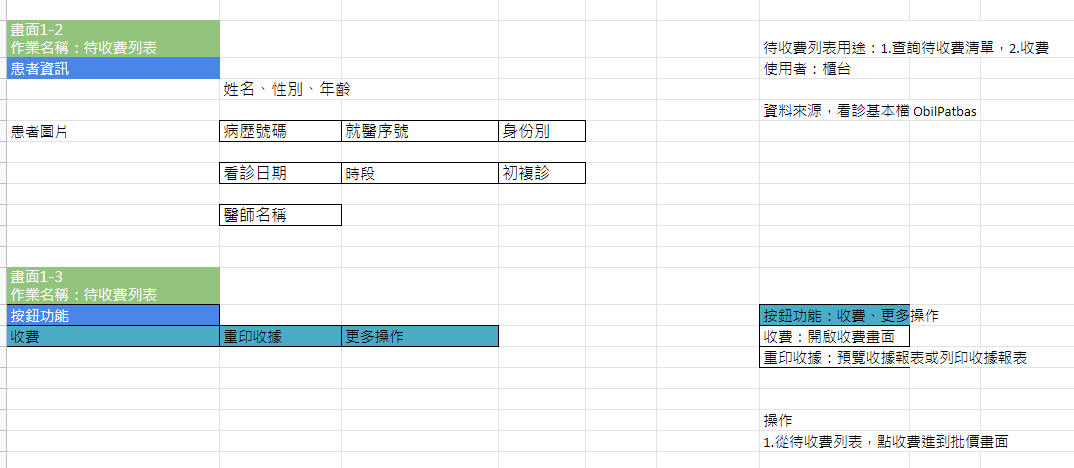 畫面1-2
作業名稱：待收費列表
待收費列表用途：1.查詢待收費清單，2.收費
患者資訊
使用者：櫃台
姓名、性別、年齡
資料來源，看診基本檔 ObilPatbas
患者圖片
病歷號碼
就醫序號
身份別
看診日期
時段
初複診
醫師名稱
畫面1-3
作業名稱：待收費列表
按鈕功能
按鈕功能：收費、更多操作
收費
重印收據
更多操作
收費：開啟收費畫面
重印收據：預覽收據報表或列印收據報表
操作
1.從待收費列表，點收費進到批價畫面